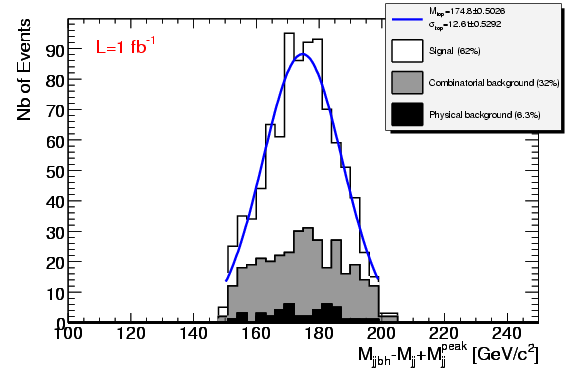 M_top=174.8±0.5026
σ_top=12.61±0.5292
Signal (62%)
Combinatorial background (32%)
Physical background (6.3%)
L=1 fb⁻¹
Nb of Events
90
80
70
60
50
40
30
20
10
0
100 120 140 160 180 200 220 240
M_jjbh-M_jj+M_jj^peak [GeV/c²]